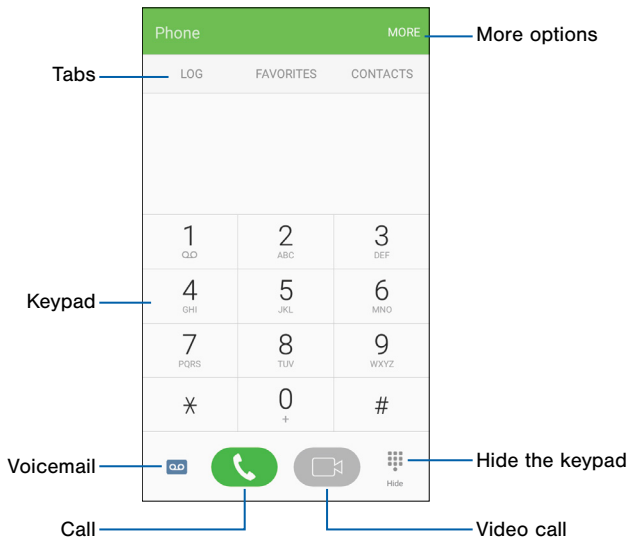 Phone MORE
More options
Tabs
LOG FAVORITES CONTACTS
1 2 3
ABC DEF
Keypad
4 5 6
GHI JKL MNO
7 8 9
PQRS TUV WXYZ
* 0 #
+
Voicemail
Hide the keypad
Hide
Call
Video call